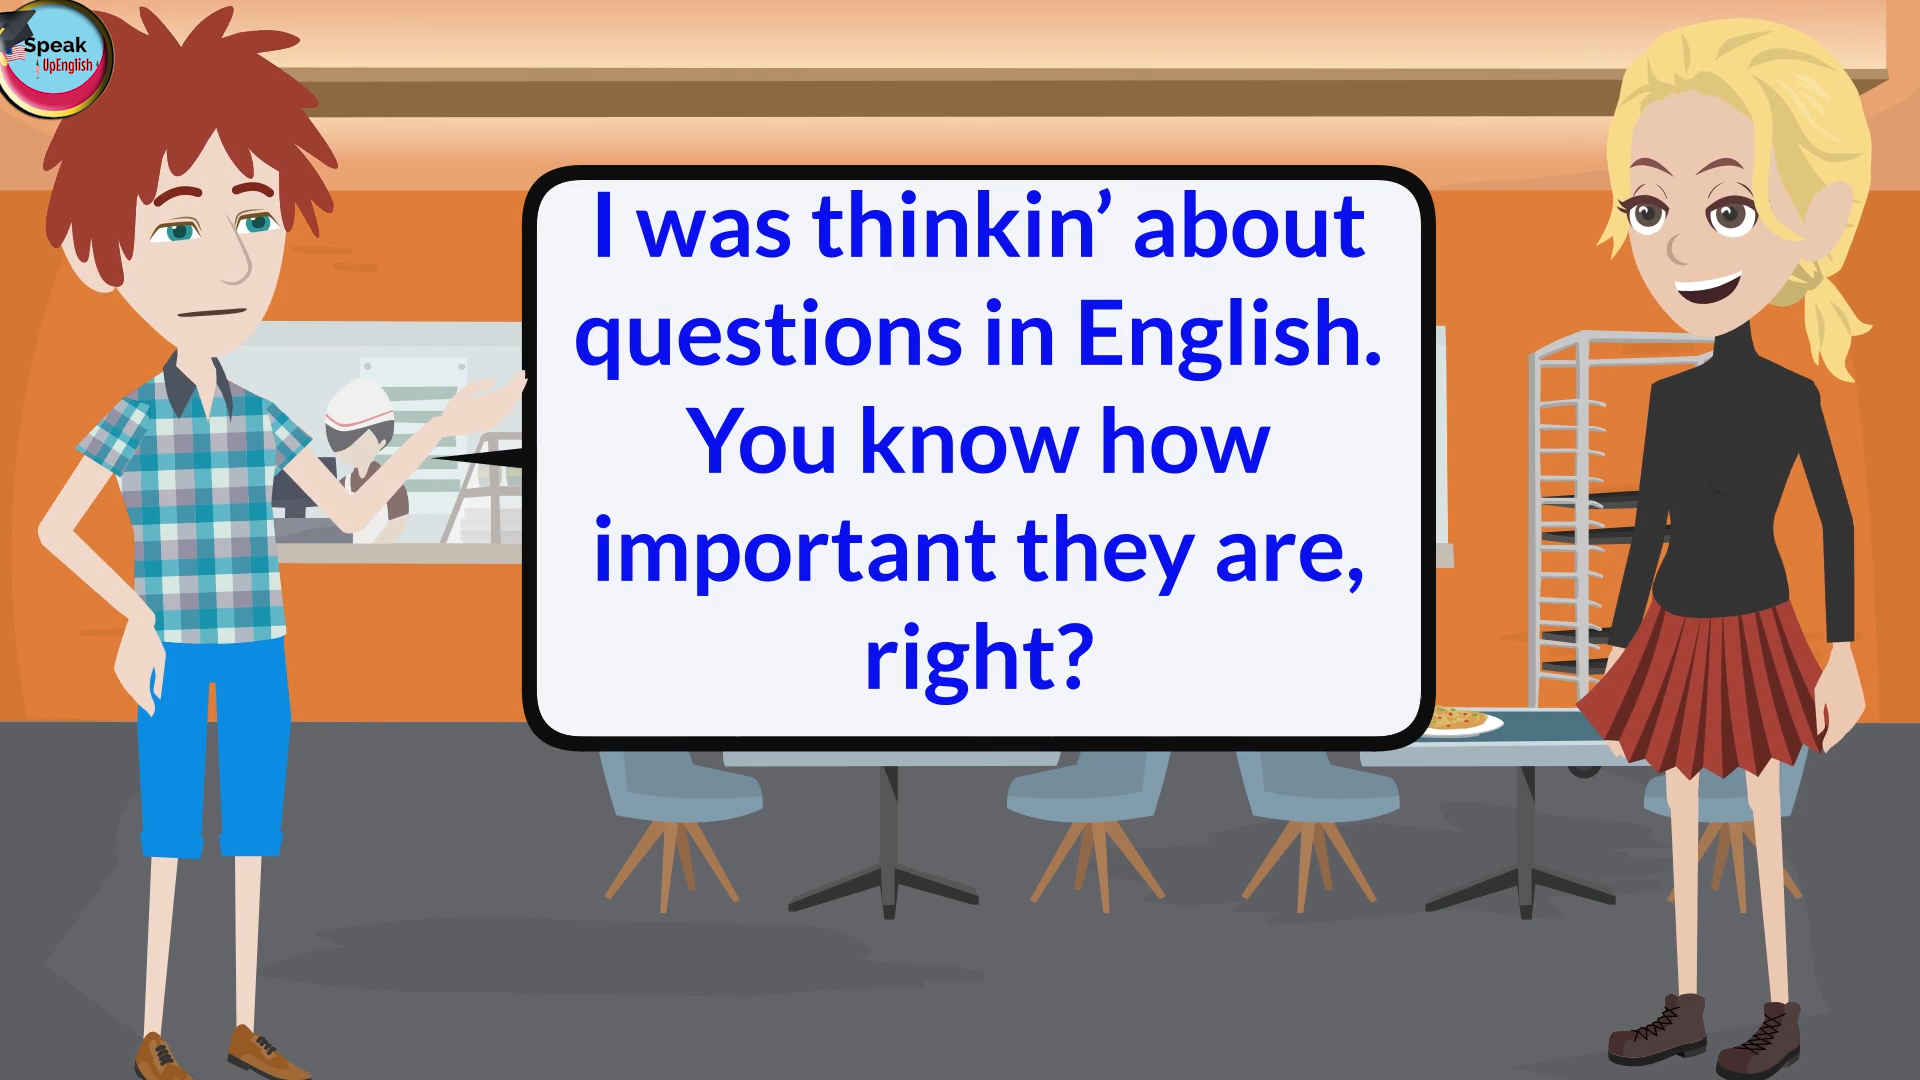 Speak
UpEnglish
I was thinkin’ about
questions in English.
You know how
important they are,
right?